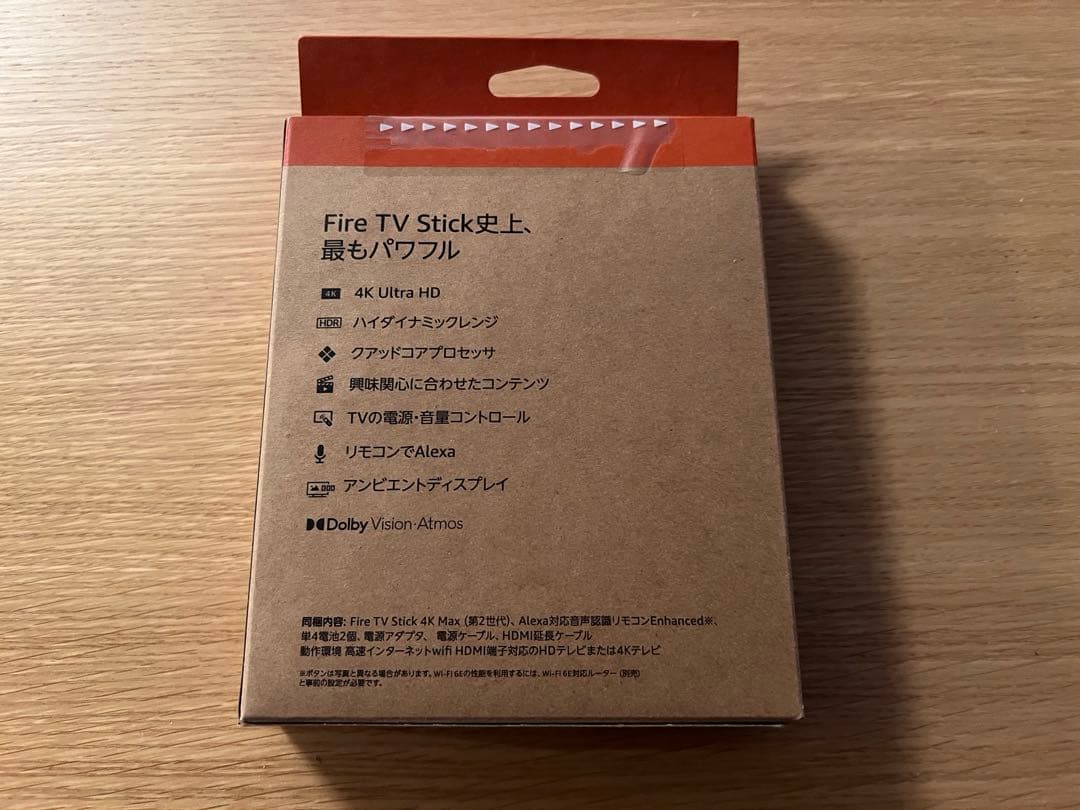 Fire TV Stick史上、
最もパワフル
4K 4K Ultra HD
HDR ハイダイナミックレンジ
クアッドコアプロセッサ
興味関心に合わせたコンテンツ
TVの電源・音量コントロール
リモコンでAlexa
アンビエントディスプレイ
Dolby Vision·Atmos
同梱内容: Fire TV Stick 4K Max (第2世代)、Alexa対応音声認識リモコンEnhanced※、
単4電池2個、電源アダプタ、 電源ケーブル、HDMI延長ケーブル
動作環境 高速インターネットwifi HDMI端子対応のHDテレビまたは4Kテレビ
※ボタンは写真と異なる場合があります。Wi-Fi 6Eの性能を利用するには、Wi-Fi 6E対応ルーター (別売)
と事前の設定が必要です。